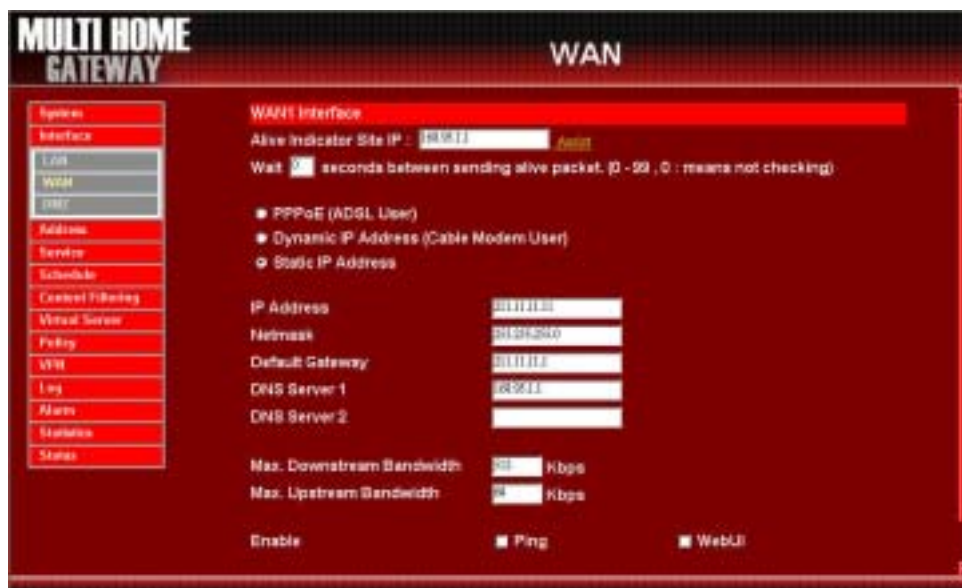 MULTI HOME
GATEWAY
WAN
System
Interface
LAN
WAN
DMZ
Address
Service
Schedule
Content Filtering
Virtual Server
Policy
VPN
Log
Alarm
Statistics
Status
WAN1 Interface
Alive Indicator Site IP : Assist
Wait seconds between sending alive packet. (0 - 99 , 0 : means not checking)
PPPoE (ADSL User)
Dynamic IP Address (Cable Modem User)
Static IP Address
IP Address
Netmask
Default Gateway
DNS Server 1
DNS Server 2
Max. Downstream Bandwidth Kbps
Max. Upstream Bandwidth Kbps
Enable Ping WebUI